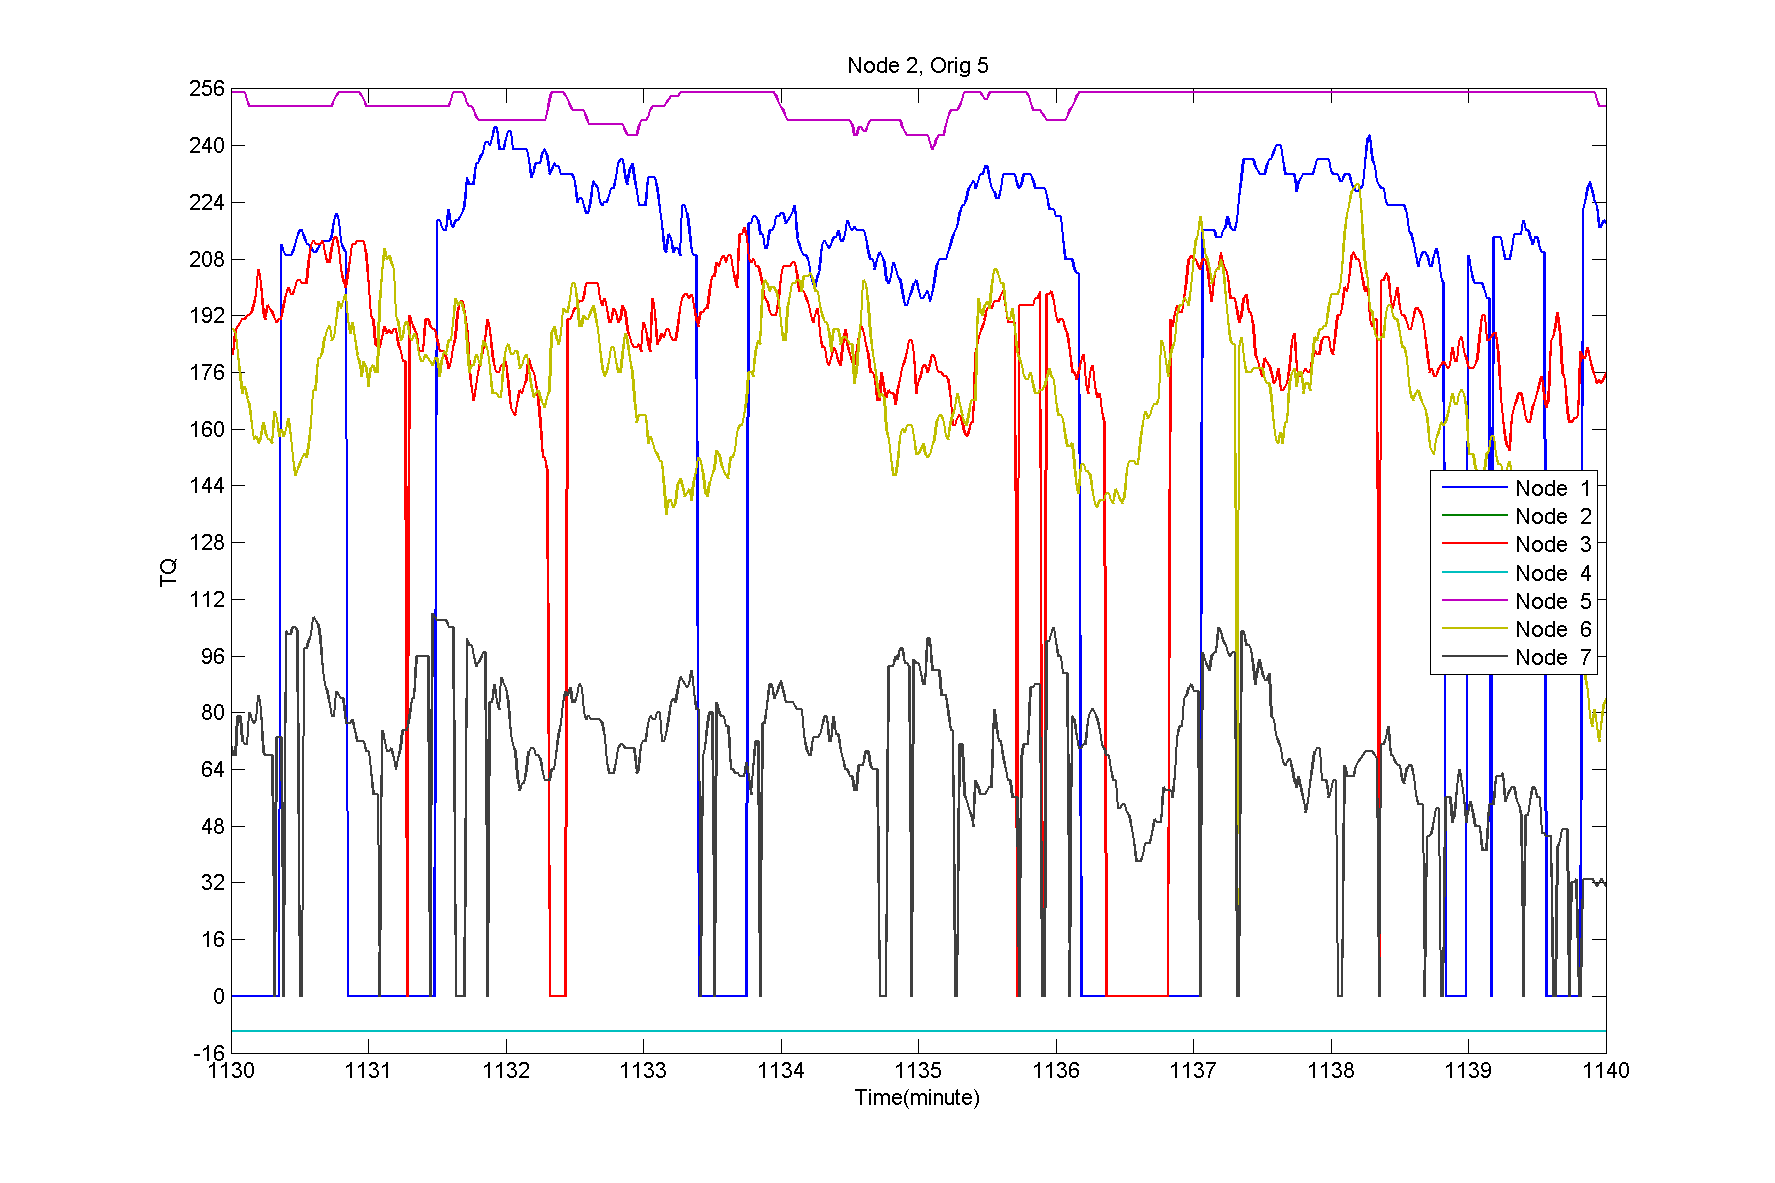 Node 2, Orig 5
256
240
224
208
192
176
160
144
128
112
96
80
64
48
32
16
0
-16
TQ
1130 1131 1132 1133 1134 1135 1136 1137 1138 1139 1140
Time(minute)
Node 1
Node 2
Node 3
Node 4
Node 5
Node 6
Node 7